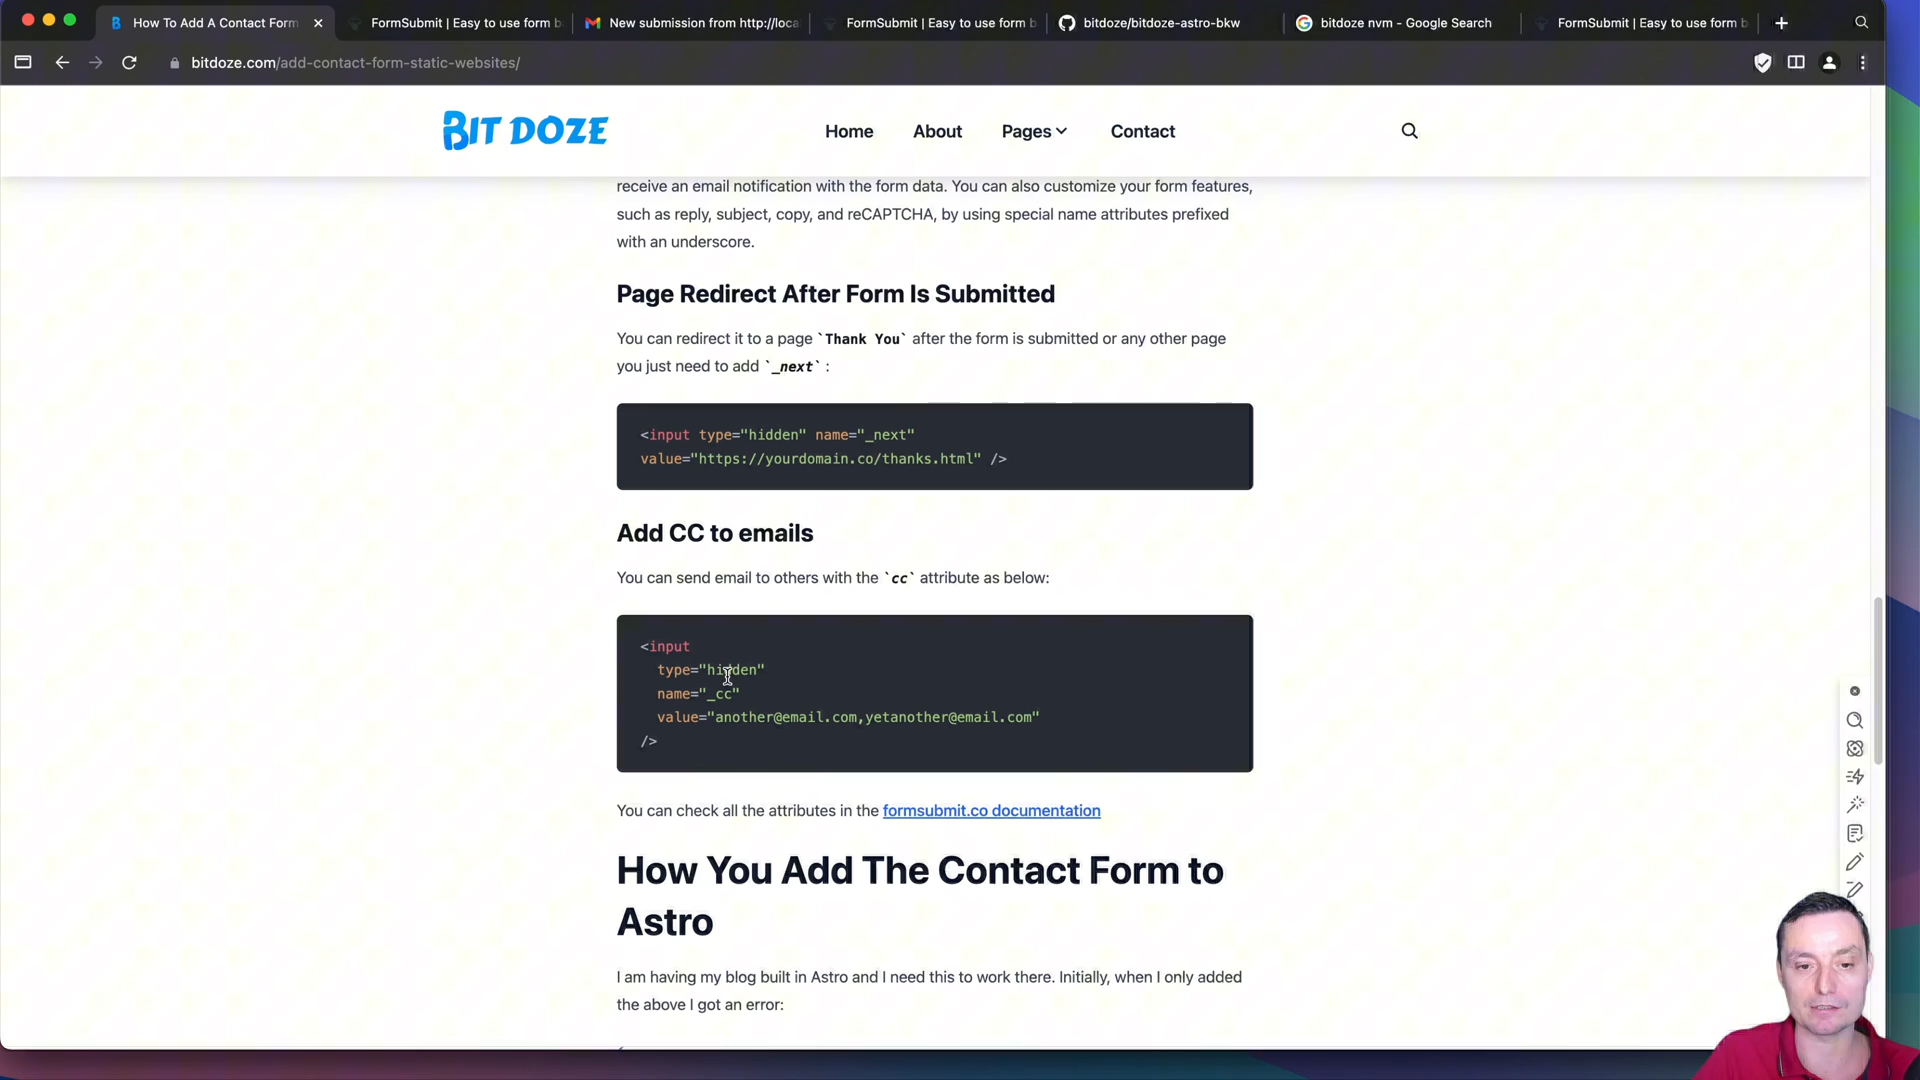 How To Add A Contact Form
FormSubmit | Easy to use form b
New submission from http://loca
FormSubmit | Easy to use form b
bitdoze/bitdoze-astro-bkw
bitdoze nvm - Google Search
FormSubmit | Easy to use form b
bitdoze.com/add-contact-form-static-websites/
BIT DOZE
Home
About
Pages
Contact
receive an email notification with the form data. You can also customize your form features,
such as reply, subject, copy, and reCAPTCHA, by using special name attributes prefixed
with an underscore.
Page Redirect After Form Is Submitted
You can redirect it to a page `Thank You` after the form is submitted or any other page
you just need to add `_next` :
<input type="hidden" name="_next"
value="https://yourdomain.co/thanks.html" />
Add CC to emails
You can send email to others with the `cc` attribute as below:
<input
type="hidden"
name="_cc"
value="another@email.com,yetanother@email.com"
/>
You can check all the attributes in the formsubmit.co documentation
How You Add The Contact Form to
Astro
I am having my blog built in Astro and I need this to work there. Initially, when I only added
the above I got an error: